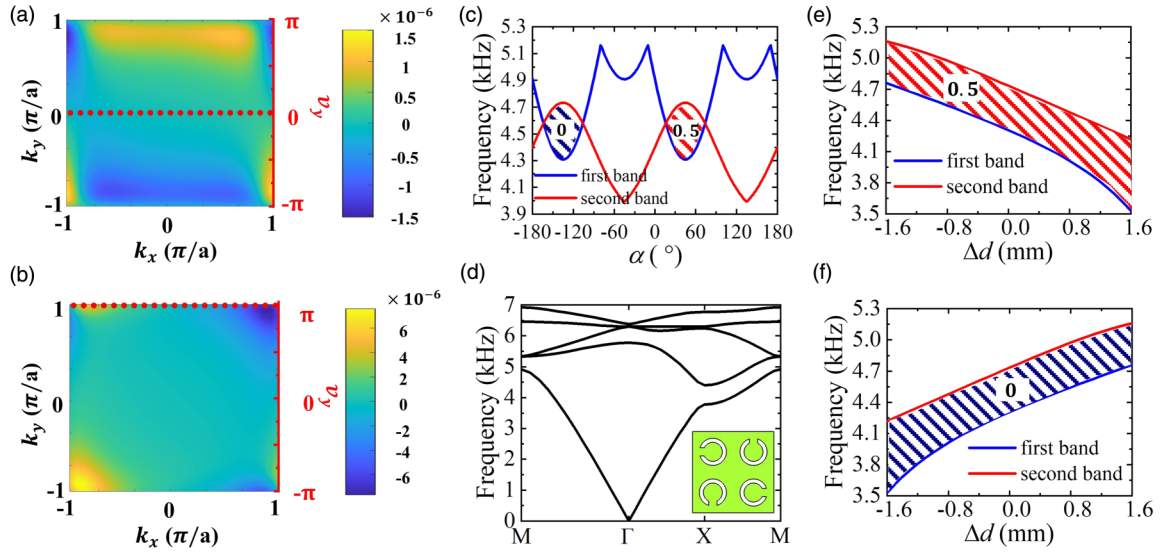 (a)
1
0
-1
k_y (π/a)
-1
0
1
k_x (π/a)
π
0
-π
ν_y
× 10⁻⁶
1.5
1
0.5
0
-0.5
-1
-1.5
(b)
1
0
-1
k_y (π/a)
-1
0
1
k_x (π/a)
π
0
-π
ν_y
× 10⁻⁶
6
4
2
0
-2
-4
-6
(c)
Frequency (kHz)
5.3
5.1
4.9
4.7
4.5
4.3
4.1
3.9
0
0.5
first band
second band
-180 -120 -60 0 60 120 180
α (°)
(d)
Frequency (kHz)
7
6
5
4
3
2
1
0
M Γ X M
(e)
Frequency (kHz)
5.3
5.0
4.7
4.4
4.1
3.8
3.5
0.5
first band
second band
-1.6 -0.8 0.0 0.8 1.6
Δd (mm)
(f)
Frequency (kHz)
5.3
5.0
4.7
4.4
4.1
3.8
3.5
0
first band
second band
-1.6 -0.8 0.0 0.8 1.6
Δd (mm)